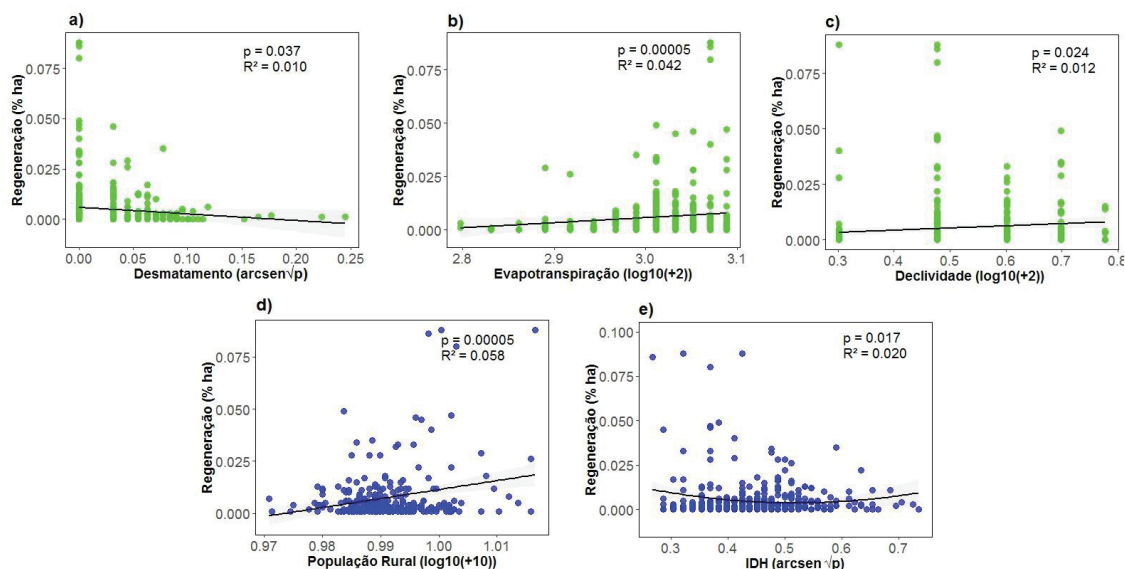 a)
p = 0.037
R² = 0.010
Regeneração (% ha)
0.075
0.050
0.025
0.000
0.00 0.05 0.10 0.15 0.20 0.25
Desmatamento (arcsen√p)
b)
p = 0.00005
R² = 0.042
Regeneração (% ha)
0.075
0.050
0.025
0.000
2.8 2.9 3.0 3.1
Evapotranspiração (log10(+2))
c)
p = 0.024
R² = 0.012
Regeneração (% ha)
0.075
0.050
0.025
0.000
0.3 0.4 0.5 0.6 0.7 0.8
Declividade (log10(+2))
d)
p = 0.00005
R² = 0.058
Regeneração (% ha)
0.075
0.050
0.025
0.000
0.97 0.98 0.99 1.00 1.01
População Rural (log10(+10))
e)
p = 0.017
R² = 0.020
Regeneração (% ha)
0.100
0.075
0.050
0.025
0.000
0.3 0.4 0.5 0.6 0.7
IDH (arcsen √p)